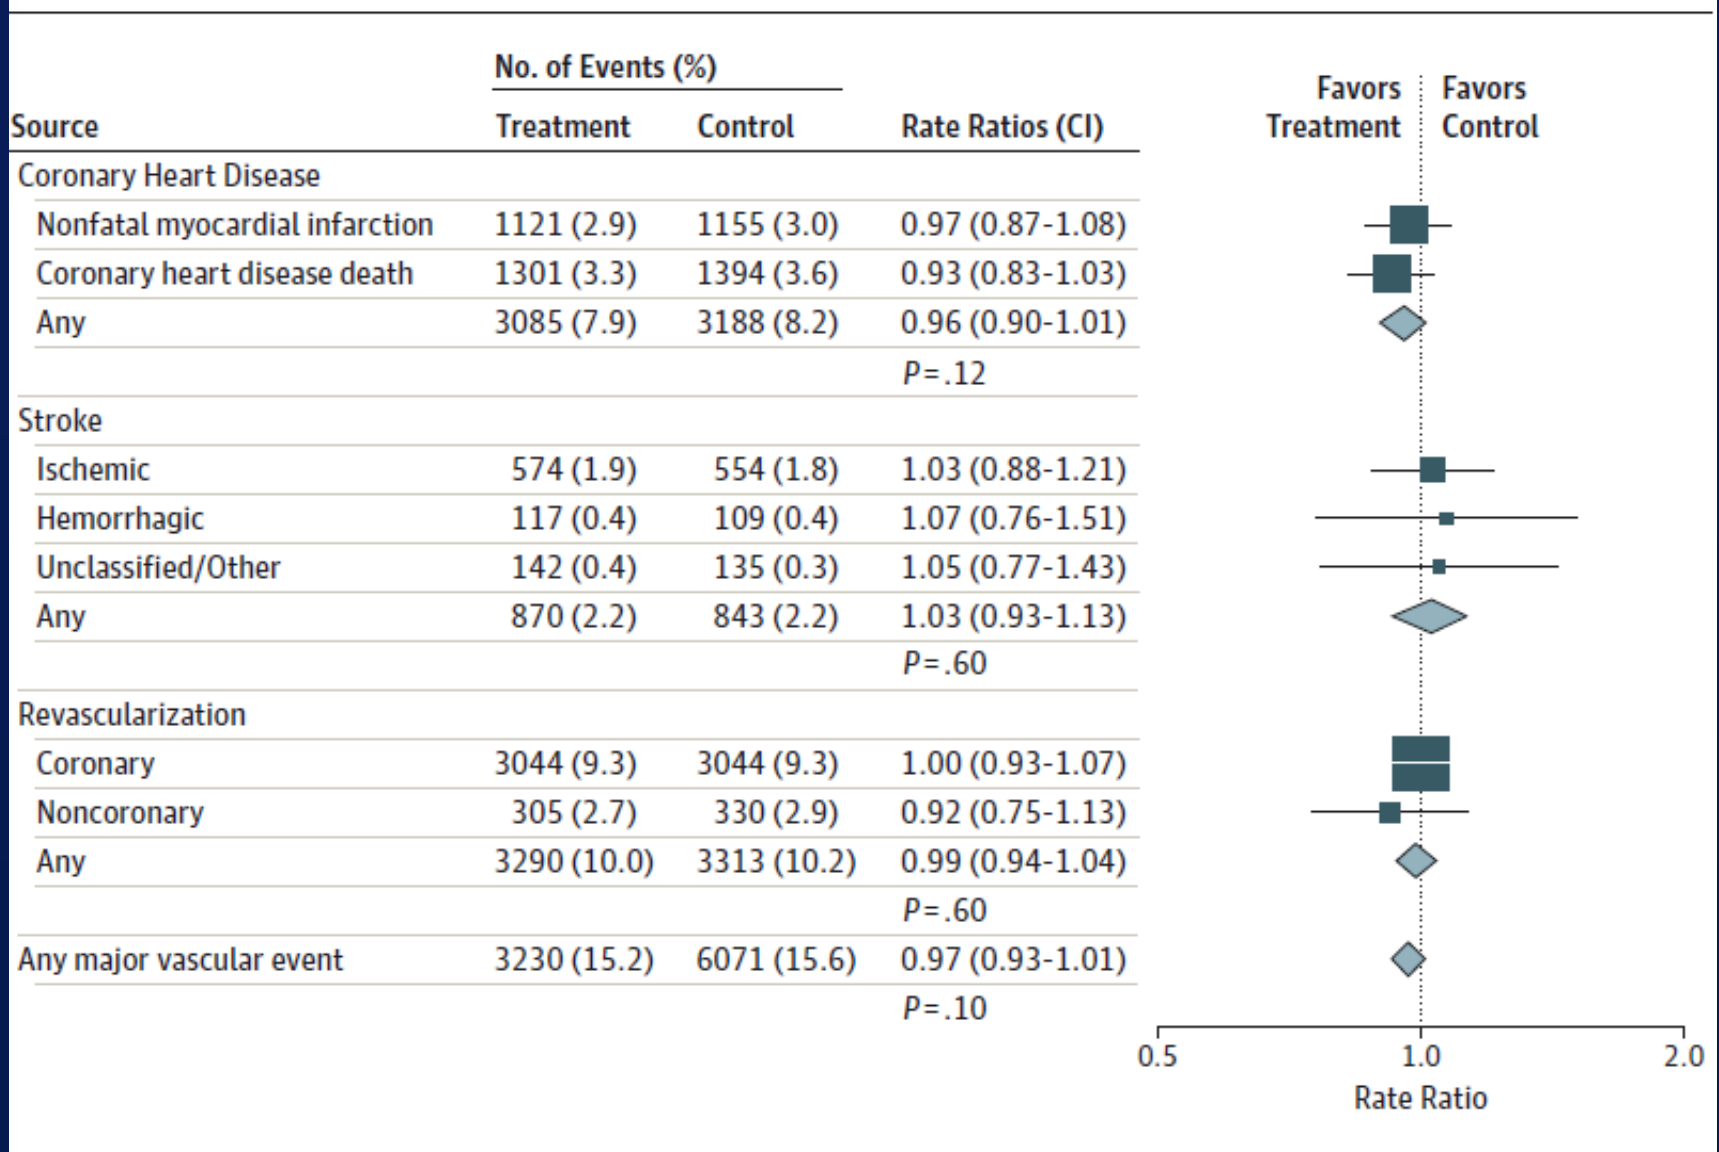 No. of Events (%)
Favors Treatment Favors Control
Source Treatment Control Rate Ratios (CI)
Coronary Heart Disease
Nonfatal myocardial infarction 1121 (2.9) 1155 (3.0) 0.97 (0.87-1.08)
Coronary heart disease death 1301 (3.3) 1394 (3.6) 0.93 (0.83-1.03)
Any 3085 (7.9) 3188 (8.2) 0.96 (0.90-1.01)
P=.12
Stroke
Ischemic 574 (1.9) 554 (1.8) 1.03 (0.88-1.21)
Hemorrhagic 117 (0.4) 109 (0.4) 1.07 (0.76-1.51)
Unclassified/Other 142 (0.4) 135 (0.3) 1.05 (0.77-1.43)
Any 870 (2.2) 843 (2.2) 1.03 (0.93-1.13)
P=.60
Revascularization
Coronary 3044 (9.3) 3044 (9.3) 1.00 (0.93-1.07)
Noncoronary 305 (2.7) 330 (2.9) 0.92 (0.75-1.13)
Any 3290 (10.0) 3313 (10.2) 0.99 (0.94-1.04)
P=.60
Any major vascular event 3230 (15.2) 6071 (15.6) 0.97 (0.93-1.01)
P=.10
0.5 1.0 2.0
Rate Ratio